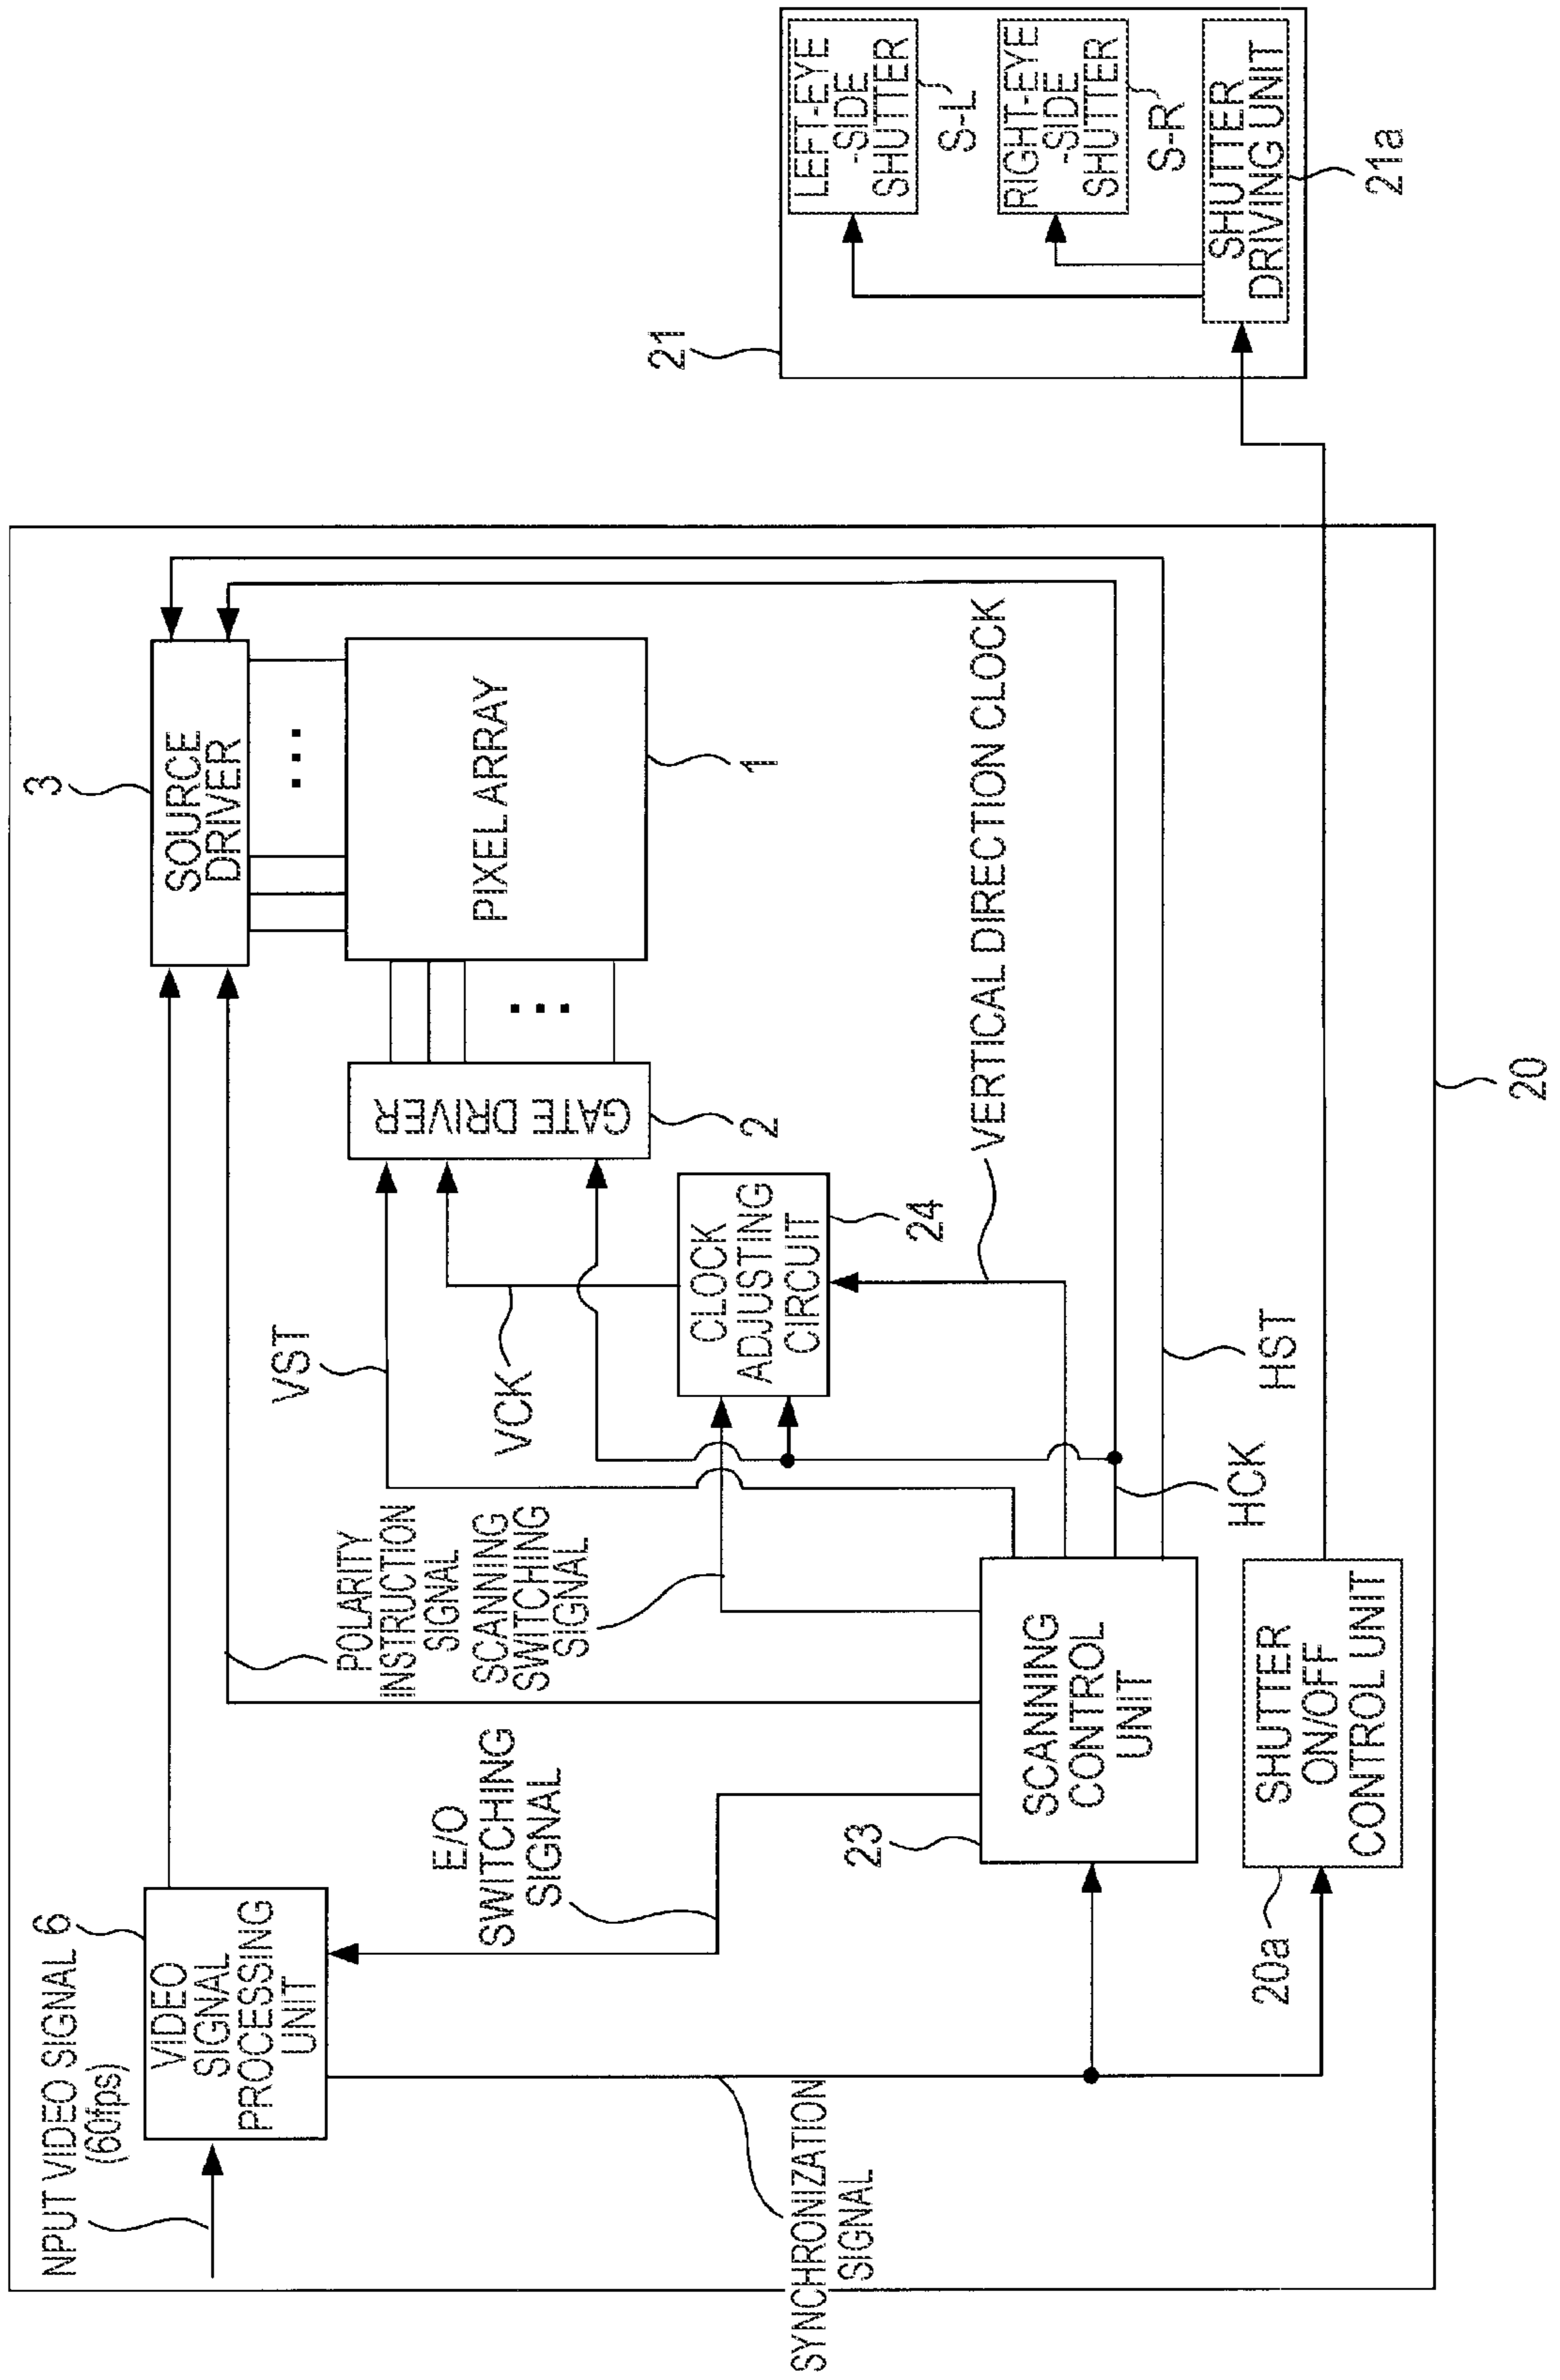 NPUT VIDEO SIGNAL 6
(60fps)
VIDEO
SIGNAL
PROCESSING
UNIT
3
SOURCE
DRIVER
...
PIXEL ARRAY
1
...
GATE DRIVER
2
VST
VCK
POLARITY
INSTRUCTION
SIGNAL
SCANNING
SWITCHING
SIGNAL
CLOCK
ADJUSTING
CIRCUIT
24
VERTICAL DIRECTION CLOCK
E/O
SWITCHING
SIGNAL
SYNCHRONIZATION
SIGNAL
23
SCANNING
CONTROL
UNIT
HCK
HST
20a
SHUTTER
ON/OFF
CONTROL UNIT
20
21
LEFT-EYE
-SIDE
SHUTTER
S-L
RIGHT-EYE
-SIDE
SHUTTER
S-R
SHUTTER
DRIVING UNIT
21a